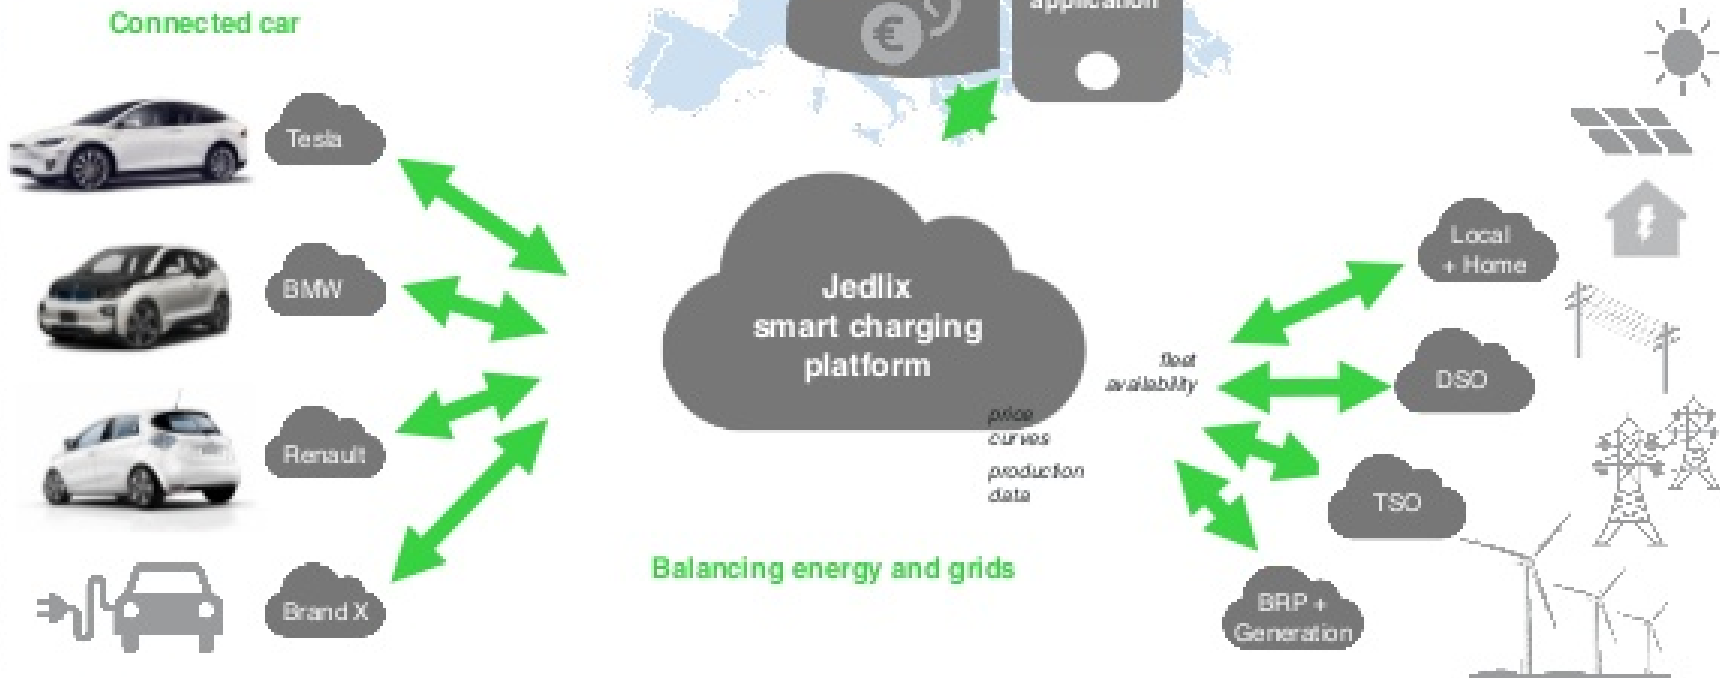 application
Connected car
€
Tesla
BMW
Renault
Brand X
Jedlix
smart charging
platform
fleet
availability
price
curves
production
data
Balancing energy and grids
Local
+ Home
DSO
TSO
BRP +
Generation